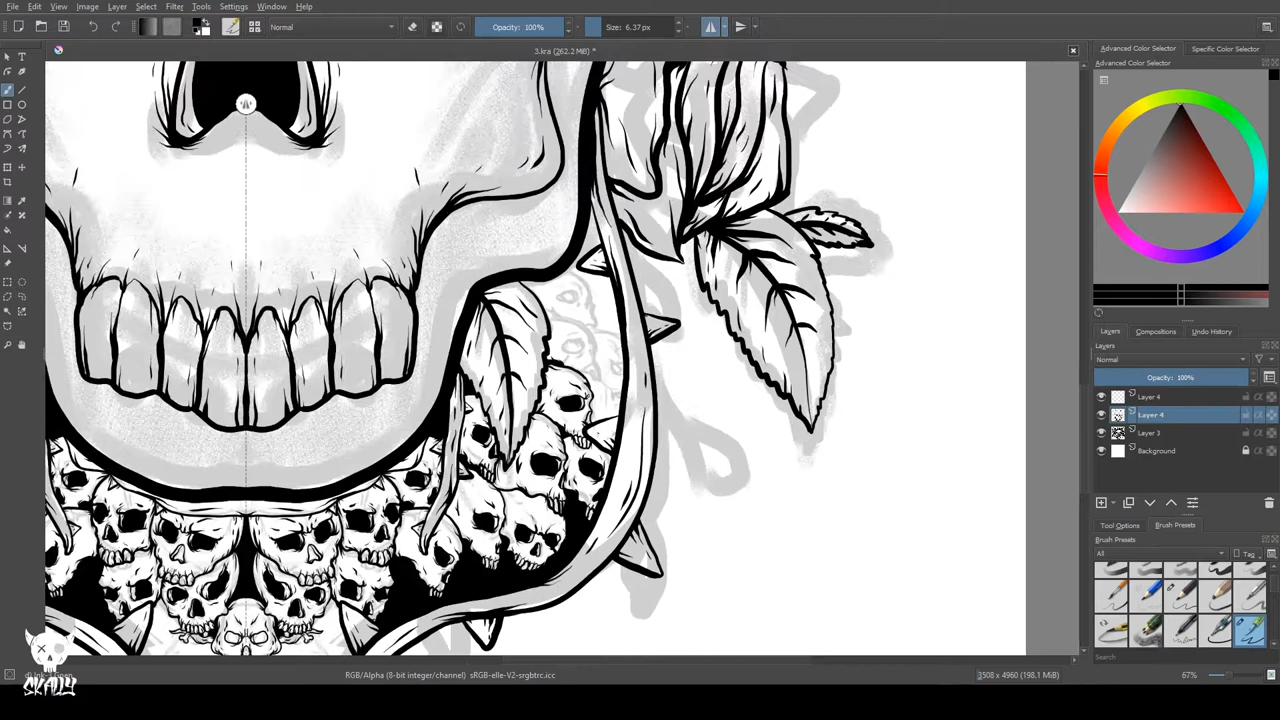 File Edit View Image Layer Select Filter Tools Settings Window Help
Normal
Opacity: 100%
Size: 6.37 px
3.kra (262.2 MiB) *
Advanced Color Selector
Specific Color Selector
Advanced Color Selector
Layers
Compositions
Undo History
Layers
Normal
Opacity: 100%
Layer 4
Layer 4
Layer 3
Background
Tool Options
Brush Presets
Brush Presets
All
Tag
Search
SKALLY
RGB/Alpha (8-bit integer/channel) sRGB-elle-V2-srgbtrc.icc
3508 x 4960 (198.1 MiB)
67%